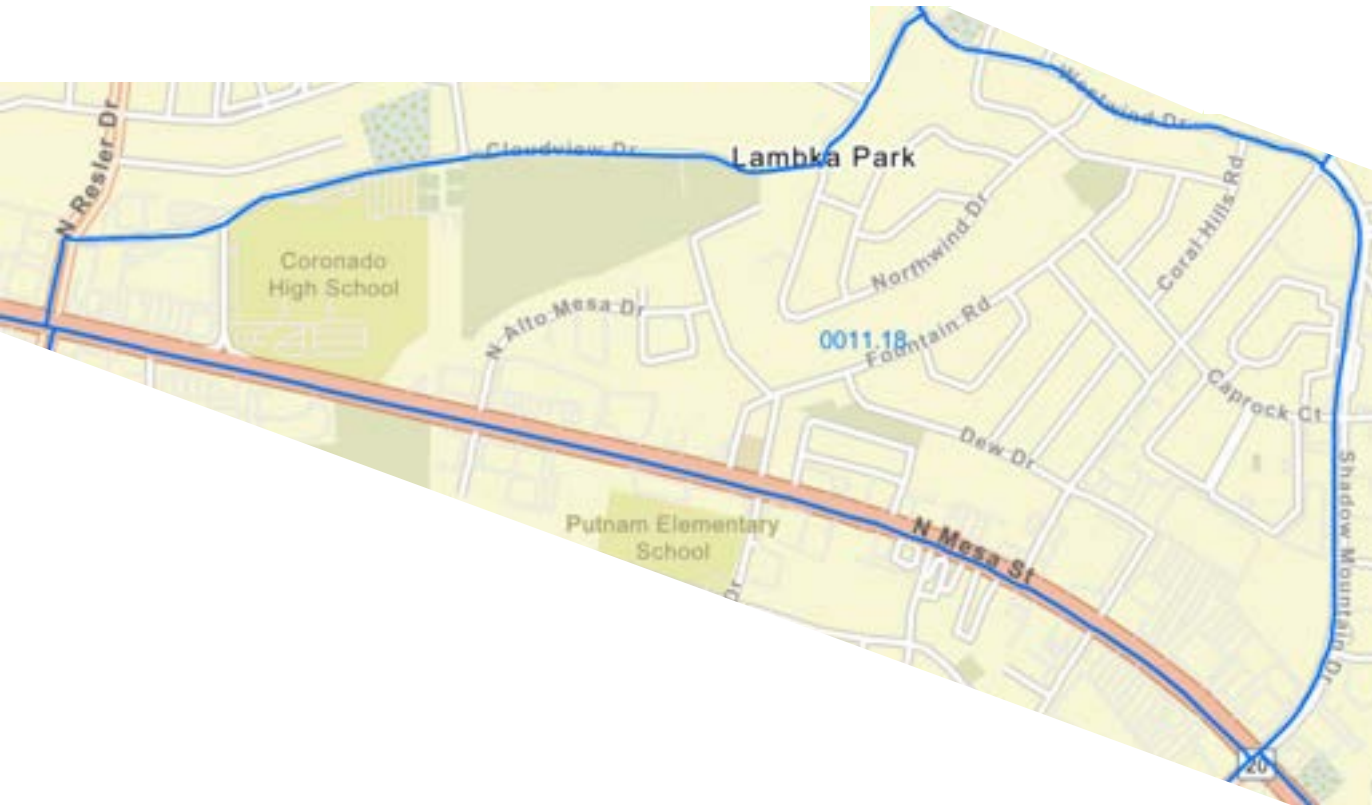 Westwind Dr
N Resler Dr
Cloudview Dr
Lambka Park
Coral Hills Rd
Northwind Dr
Coronado
High School
N Alto Mesa Dr
0011.18
Fountain Rd
Caprock Ct
Dew Dr
Shadow Mountain Dr
Putnam Elementary
School
N Mesa St
Dr
20